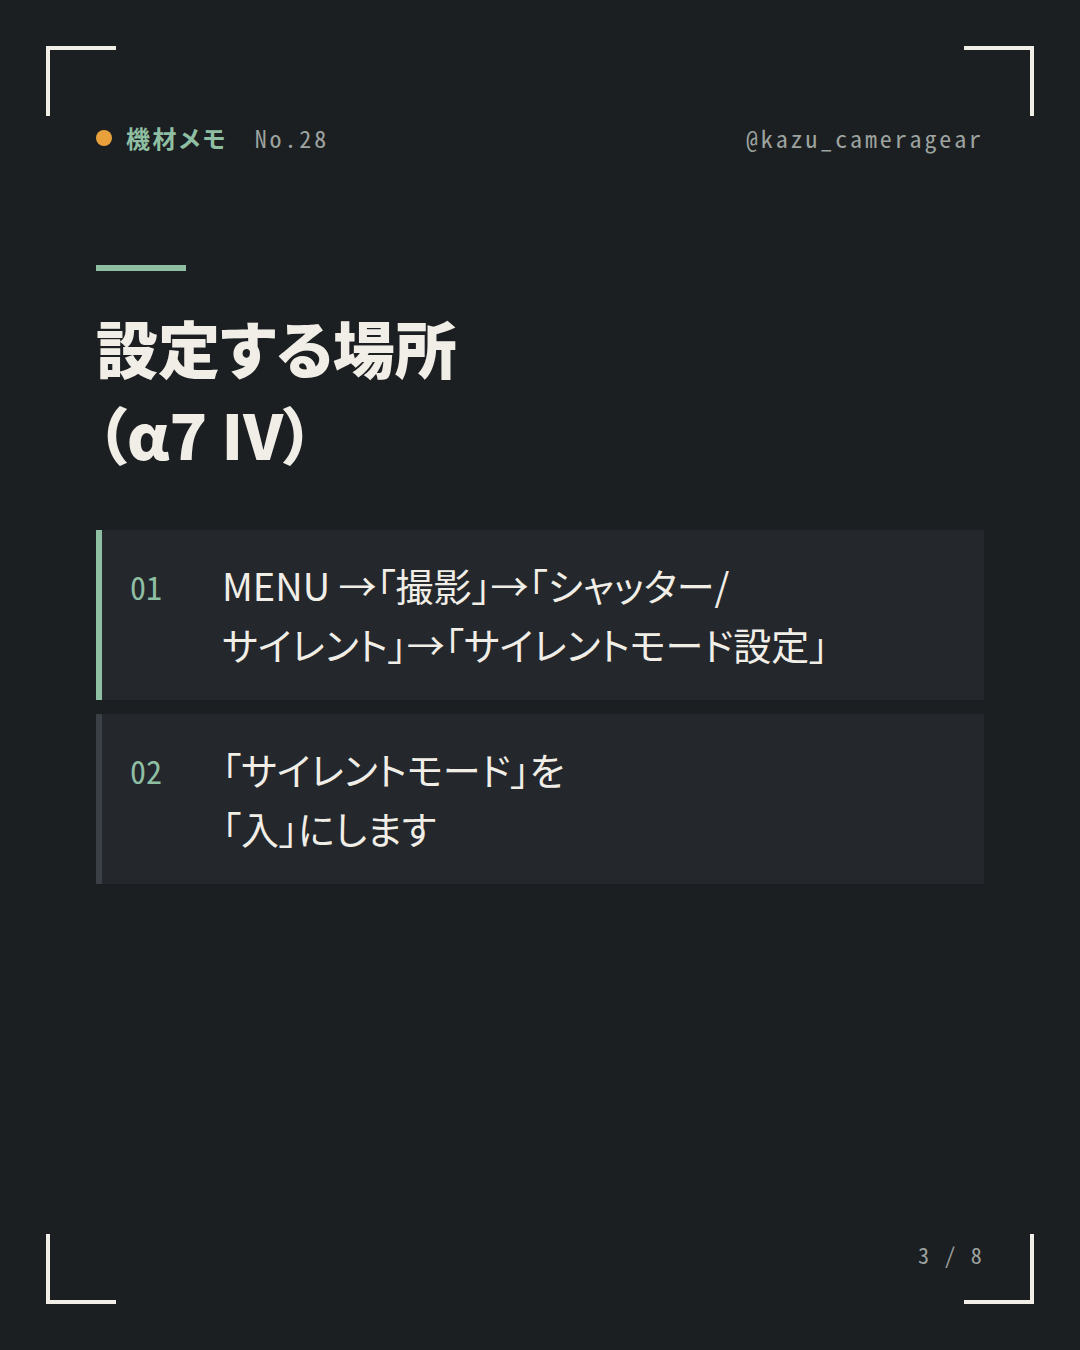 機材メモ No.28
@kazu_cameragear
設定する場所
（α7 IV）
01 MENU →「撮影」→「シャッター/
サイレント」→「サイレントモード設定」
02 「サイレントモード」を
「入」にします
3 / 8